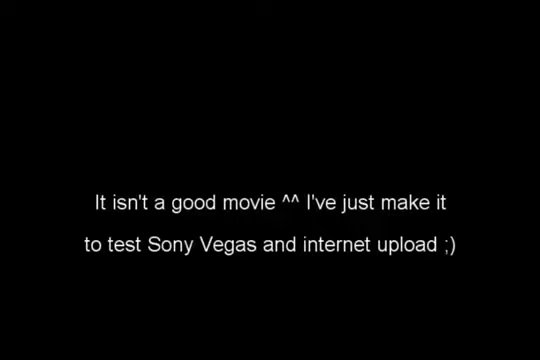 It isn't a good movie ^^ I've just make it
to test Sony Vegas and internet upload ;)